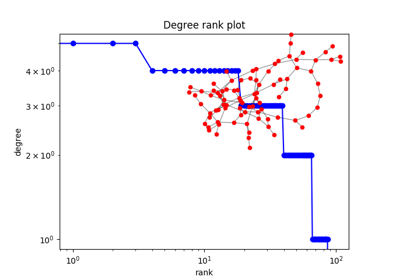 Degree rank plot
4 × 10⁰
3 × 10⁰
degree
2 × 10⁰
10⁰
10⁰
10¹
10²
rank